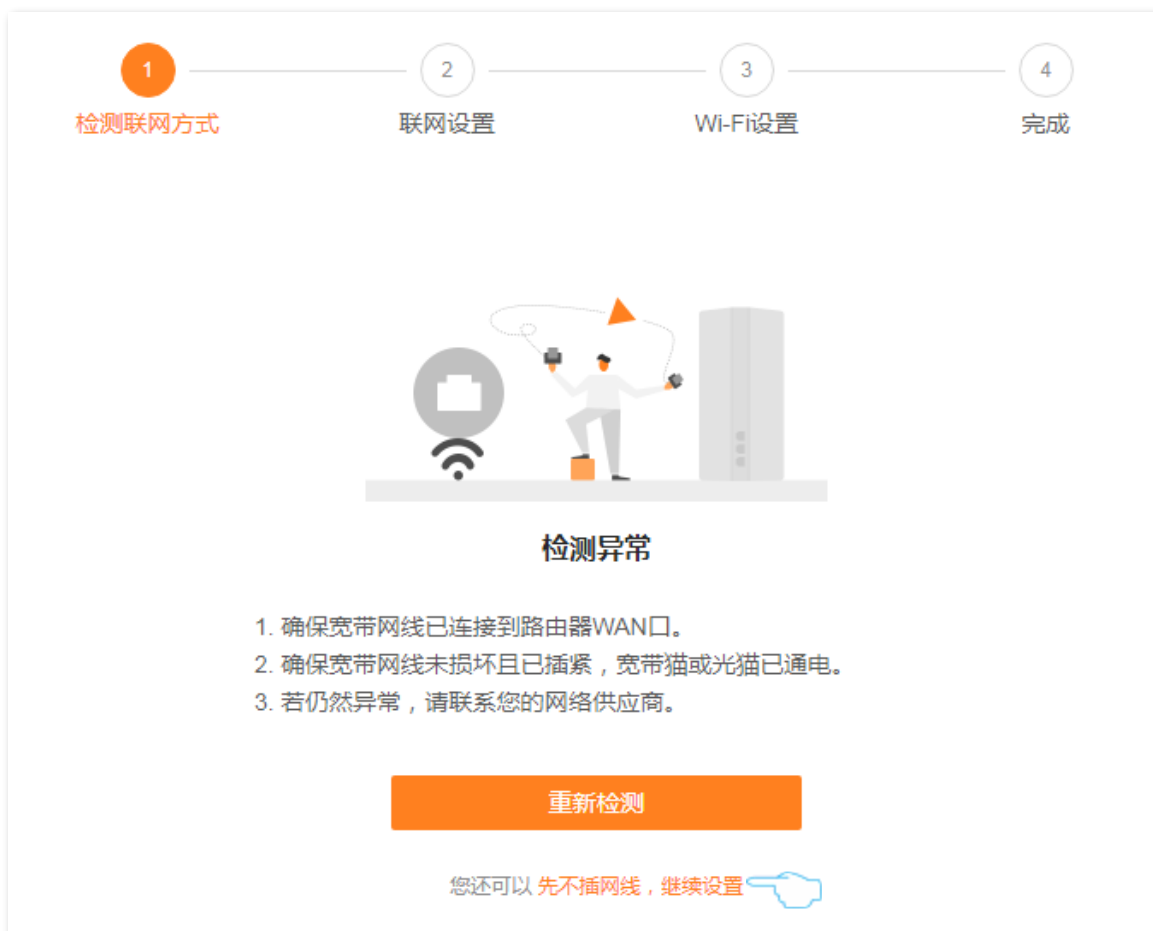 1
2
3
4
检测联网方式
联网设置
Wi-Fi设置
完成
检测异常
1. 确保宽带网线已连接到路由器WAN口。
2. 确保宽带网线未损坏且已插紧，宽带猫或光猫已通电。
3. 若仍然异常，请联系您的网络供应商。
重新检测
您还可以 先不插网线，继续设置